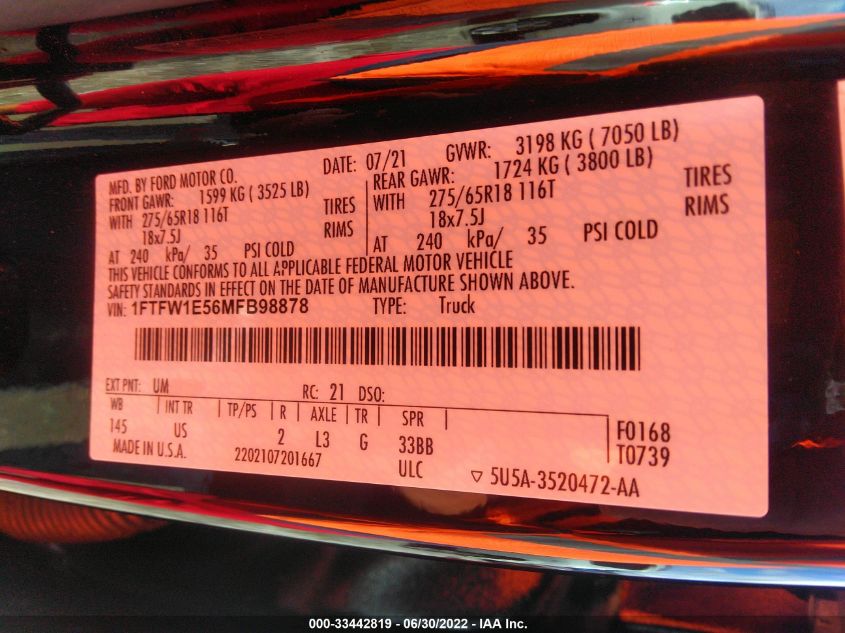 MFD. BY FORD MOTOR CO. DATE: 07/21 GVWR: 3198 KG ( 7050 LB)
FRONT GAWR: 1599 KG ( 3525 LB) REAR GAWR: 1724 KG ( 3800 LB)
WITH 275/65R18 116T TIRES WITH 275/65R18 116T TIRES
18x7.5J RIMS 18x7.5J RIMS
AT 240 kPa/ 35 PSI COLD AT 240 kPa/ 35 PSI COLD
THIS VEHICLE CONFORMS TO ALL APPLICABLE FEDERAL MOTOR VEHICLE
SAFETY STANDARDS IN EFFECT ON THE DATE OF MANUFACTURE SHOWN ABOVE.
VIN: 1FTFW1E56MFB98878 TYPE: Truck
EXT PNT: UM RC: 21 DSO:
WB INT TR TP/PS R AXLE TR SPR
145 US 2 L3 G 33BB F0168
MADE IN U.S.A. 2202107201667 ULC T0739
▽ 5U5A-3520472-AA
000-33442819 - 06/30/2022 - IAA Inc.